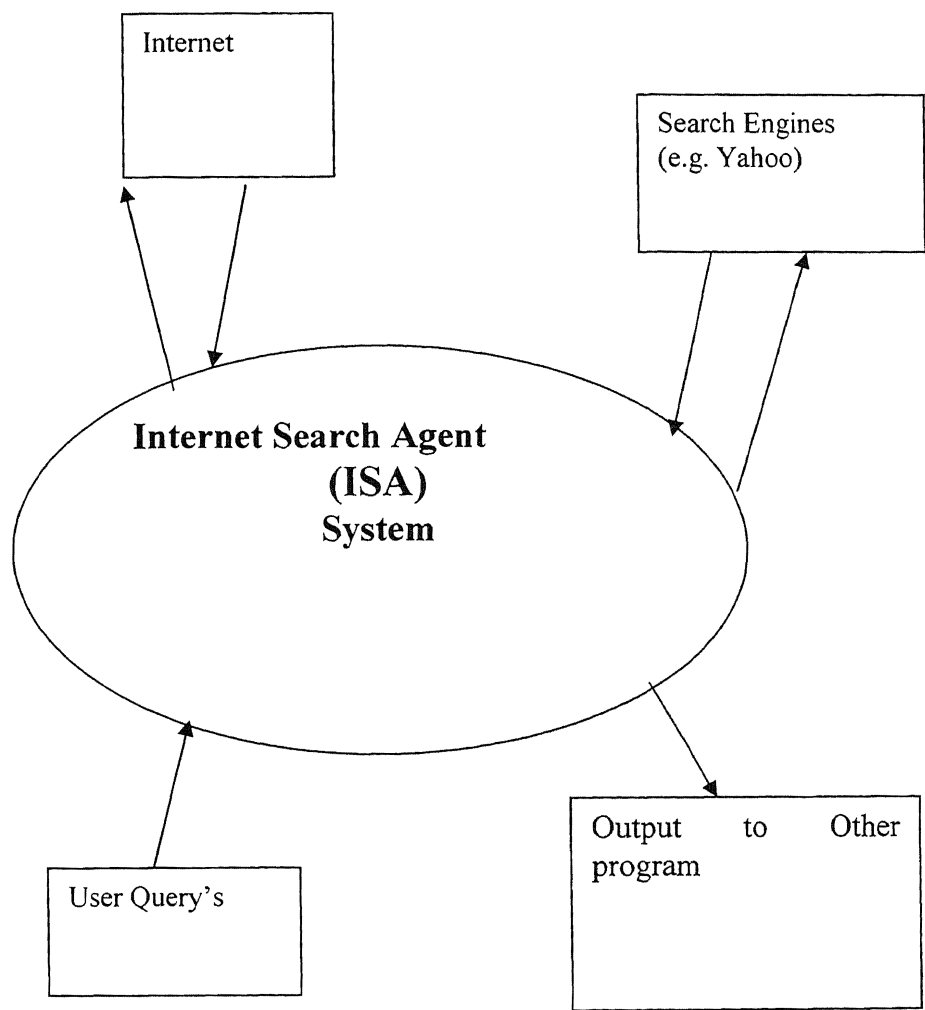 Internet
Search Engines
(e.g. Yahoo)
Internet Search Agent
(ISA)
System
User Query’s
Output to Other
program